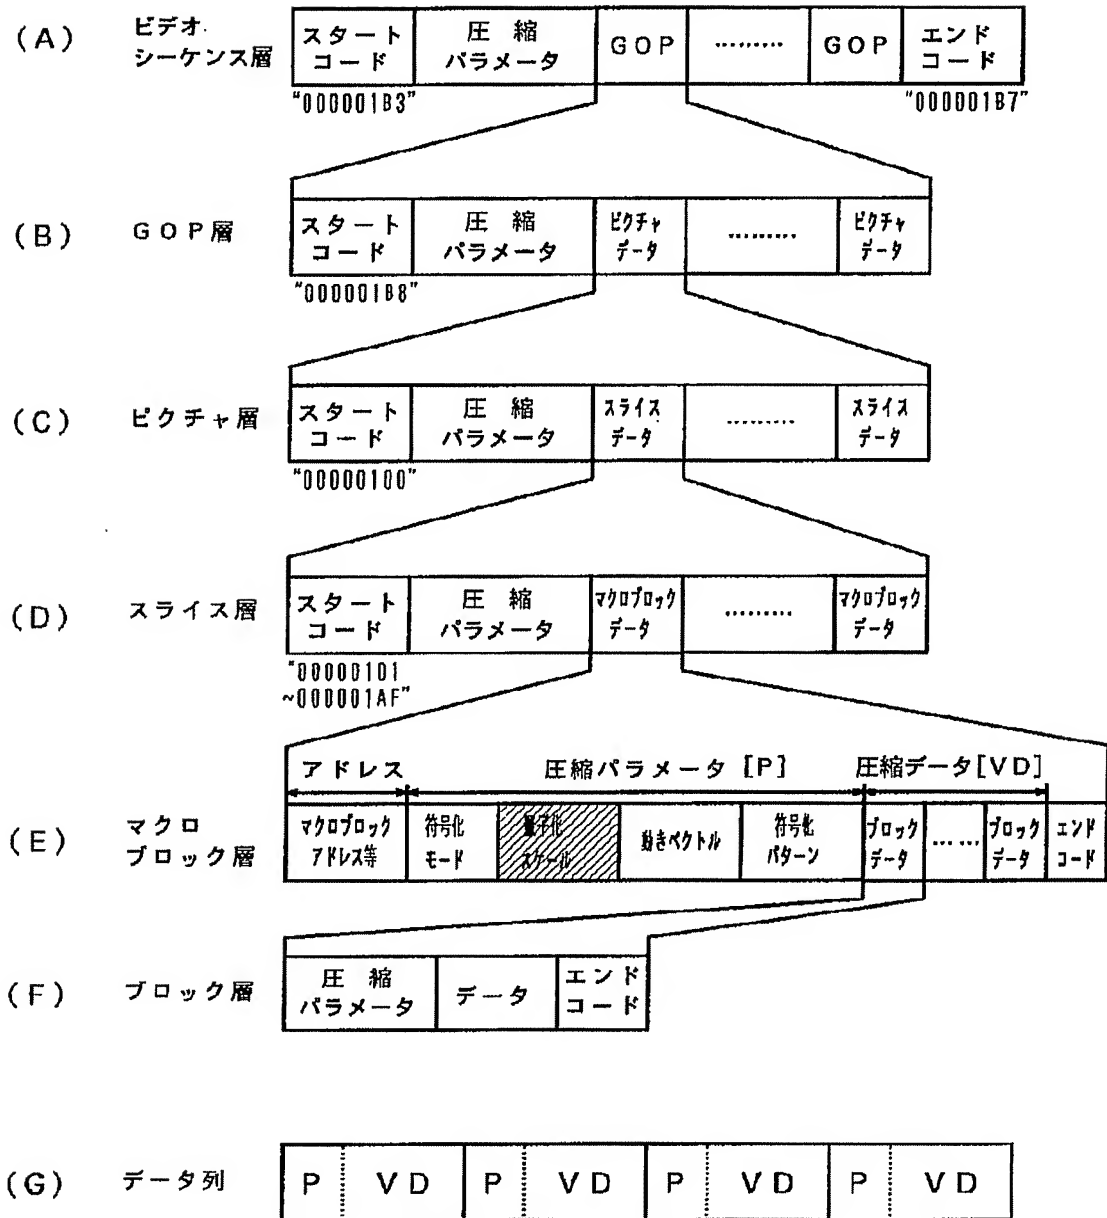 (A) ビデオ
シーケンス層
スタート
コード
圧縮
パラメータ
GOP
………
GOP
エンド
コード
"000001B3"
"000001B7"
(B) GOP層
スタート
コード
圧縮
パラメータ
ピクチャ
データ
………
ピクチャ
データ
"000001B8"
(C) ピクチャ層
スタート
コード
圧縮
パラメータ
スライス
データ
………
スライス
データ
"00000100"
(D) スライス層
スタート
コード
圧縮
パラメータ
マクロブロック
データ
………
マクロブロック
データ
"00000101
~000001AF"
アドレス
圧縮パラメータ [P]
圧縮データ[VD]
(E) マクロ
ブロック層
マクロブロック
アドレス等
符号化
モード
量子化
スケール
動きベクトル
符号化
パターン
ブロック
データ
……
ブロック
データ
エンド
コード
(F) ブロック層
圧縮
パラメータ
データ
エンド
コード
(G) データ列
P VD P VD P VD P VD